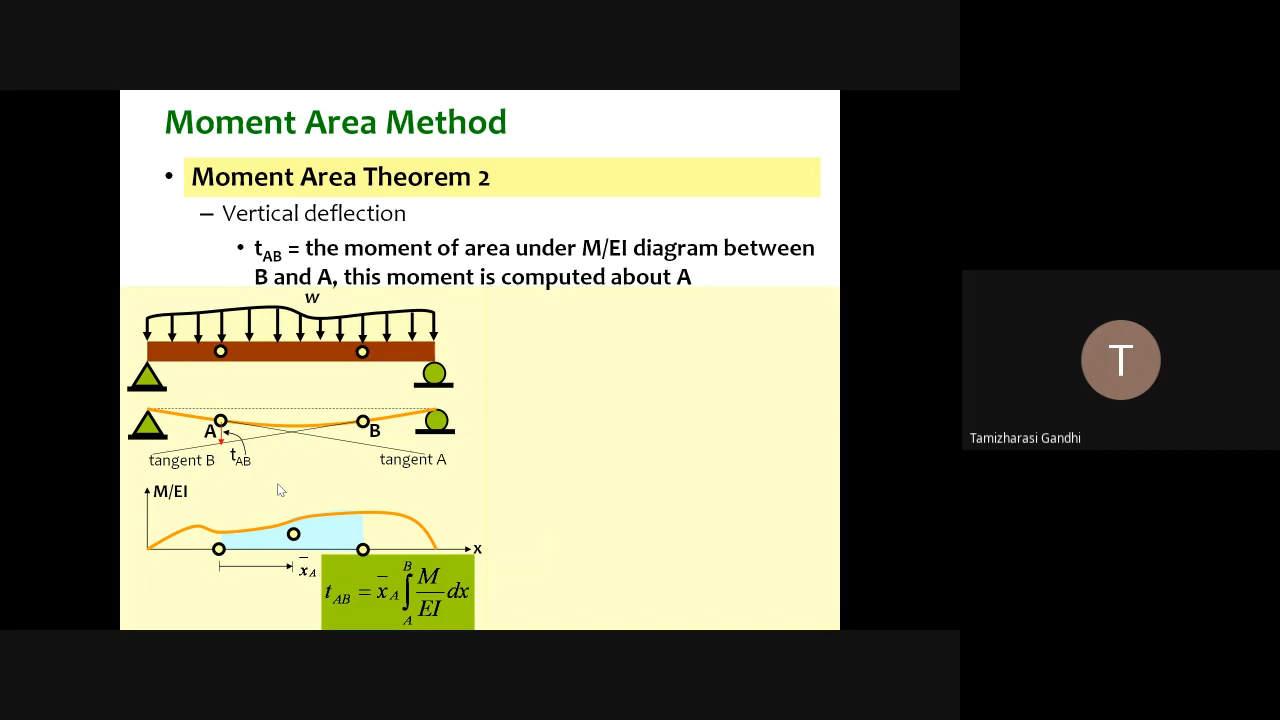 Moment Area Method
• Moment Area Theorem 2
– Vertical deflection
• tAB = the moment of area under M/EI diagram between
B and A, this moment is computed about A
w
A
B
tangent B
tAB
tangent A
M/EI
x
x̄A
tAB = x̄A ∫AB M/EI dx
T
Tamizharasi Gandhi